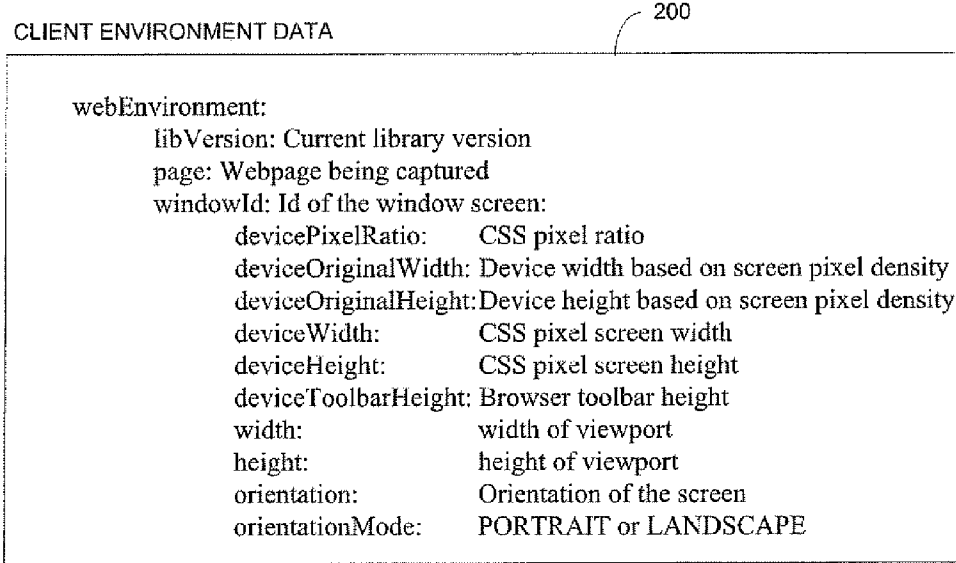 200
CLIENT ENVIRONMENT DATA
webEnvironment:
libVersion: Current library version
page: Webpage being captured
windowId: Id of the window screen:
devicePixelRatio: CSS pixel ratio
deviceOriginalWidth: Device width based on screen pixel density
deviceOriginalHeight: Device height based on screen pixel density
deviceWidth: CSS pixel screen width
deviceHeight: CSS pixel screen height
deviceToolbarHeight: Browser toolbar height
width: width of viewport
height: height of viewport
orientation: Orientation of the screen
orientationMode: PORTRAIT or LANDSCAPE